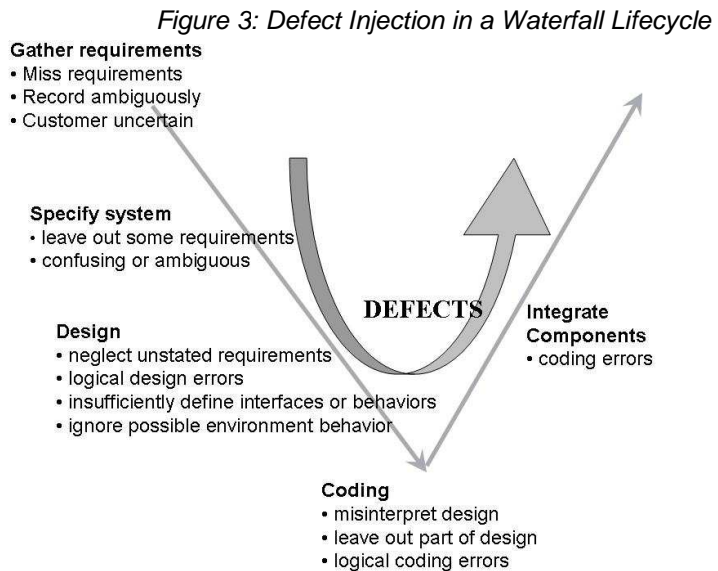 Figure 3: Defect Injection in a Waterfall Lifecycle
Gather requirements
• Miss requirements
• Record ambiguously
• Customer uncertain
Specify system
• leave out some requirements
• confusing or ambiguous
DEFECTS
Design
• neglect unstated requirements
• logical design errors
• insufficiently define interfaces or behaviors
• ignore possible environment behavior
Integrate
Components
• coding errors
Coding
• misinterpret design
• leave out part of design
• logical coding errors